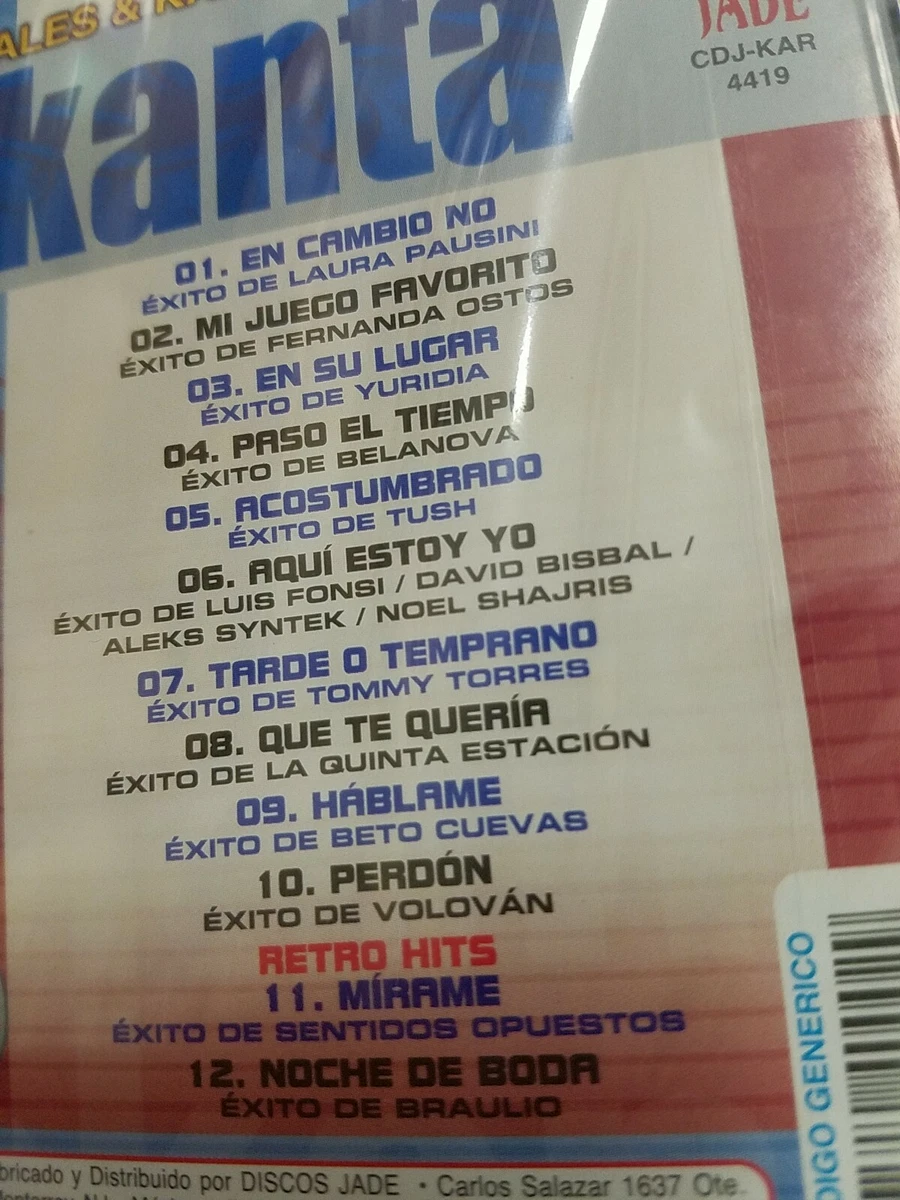 ALES &
JADE
CDJ-KAR
4419
kanta
01. EN CAMBIO NO
ÉXITO DE LAURA PAUSINI
02. MI JUEGO FAVORITO
ÉXITO DE FERNANDA OSTOS
03. EN SU LUGAR
ÉXITO DE YURIDIA
04. PASO EL TIEMPO
ÉXITO DE BELANOVA
05. ACOSTUMBRADO
ÉXITO DE TUSH
06. AQUÍ ESTOY YO
ÉXITO DE LUIS FONSI / DAVID BISBAL /
ALEKS SYNTEK / NOEL SHAJRIS
07. TARDE O TEMPRANO
ÉXITO DE TOMMY TORRES
08. QUE TE QUERÍA
ÉXITO DE LA QUINTA ESTACIÓN
09. HÁBLAME
ÉXITO DE BETO CUEVAS
10. PERDÓN
ÉXITO DE VOLOVÁN
RETRO HITS
11. MÍRAME
ÉXITO DE SENTIDOS OPUESTOS
12. NOCHE DE BODA
ÉXITO DE BRAULIO
DIGO GENERICO
bricado y Distribuido por DISCOS JADE • Carlos Salazar 1637 Ote.